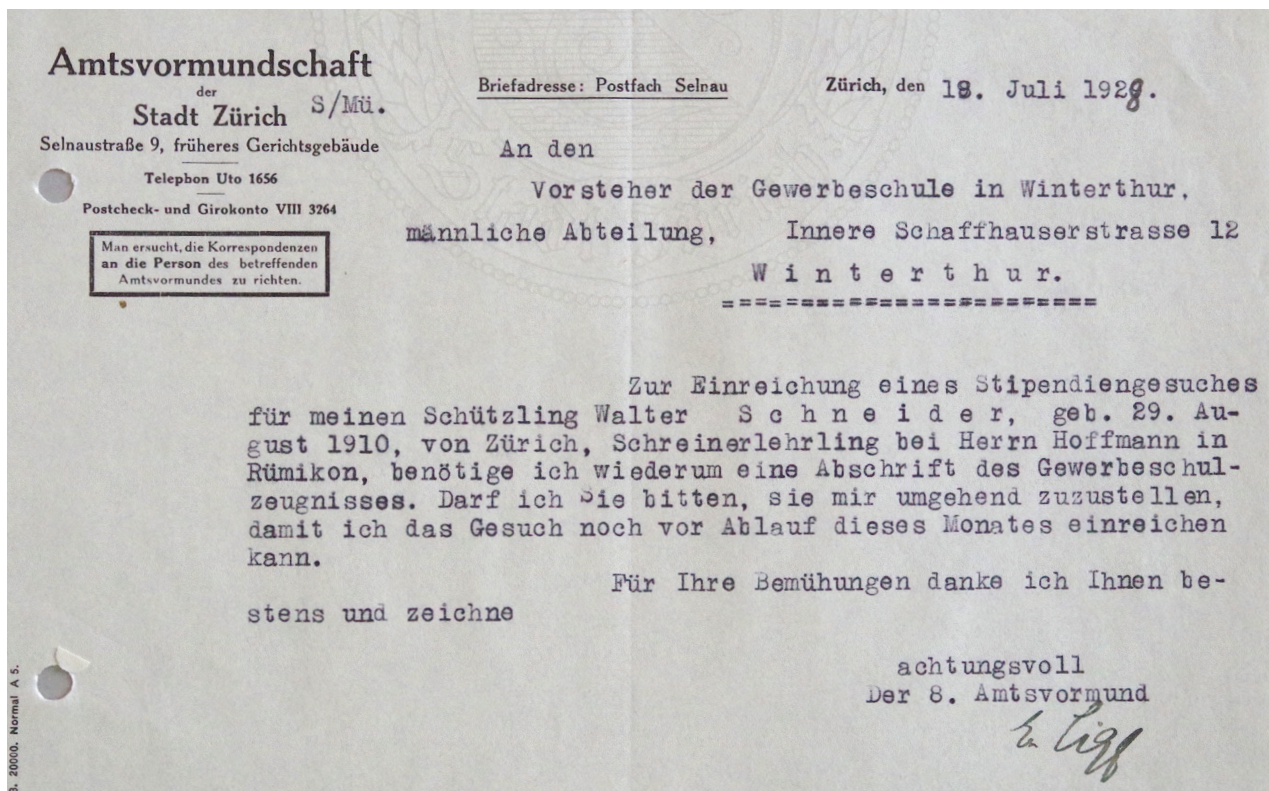 Amtsvormundschaft
der
Stadt Zürich
S/Mü.
Selnaustraße 9, früheres Gerichtsgebäude
Telephon Uto 1656
Postcheck- und Girokonto VIII 3264
Man ersucht, die Korrespondenzen
an die Person des betreffenden
Amtsvormundes zu richten.
Briefadresse: Postfach Selnau
Zürich, den 18. Juli 1928.
An den
Vorsteher der Gewerbeschule in Winterthur,
männliche Abteilung, Innere Schaffhauserstrasse 12
W i n t e r t h u r.
========================
Zur Einreichung eines Stipendiengesuches
für meinen Schützling Walter S c h n e i d e r, geb. 29. Au-
gust 1910, von Zürich, Schreinerlehrling bei Herrn Hoffmann in
Rümikon, benötige ich wiederum eine Abschrift des Gewerbeschul-
zeugnisses. Darf ich Sie bitten, sie mir umgehend zuzustellen,
damit ich das Gesuch noch vor Ablauf dieses Monates einreichen
kann.
Für Ihre Bemühungen danke ich Ihnen be-
stens und zeichne
achtungsvoll
Der 8. Amtsvormund
20000. Normal A 5.